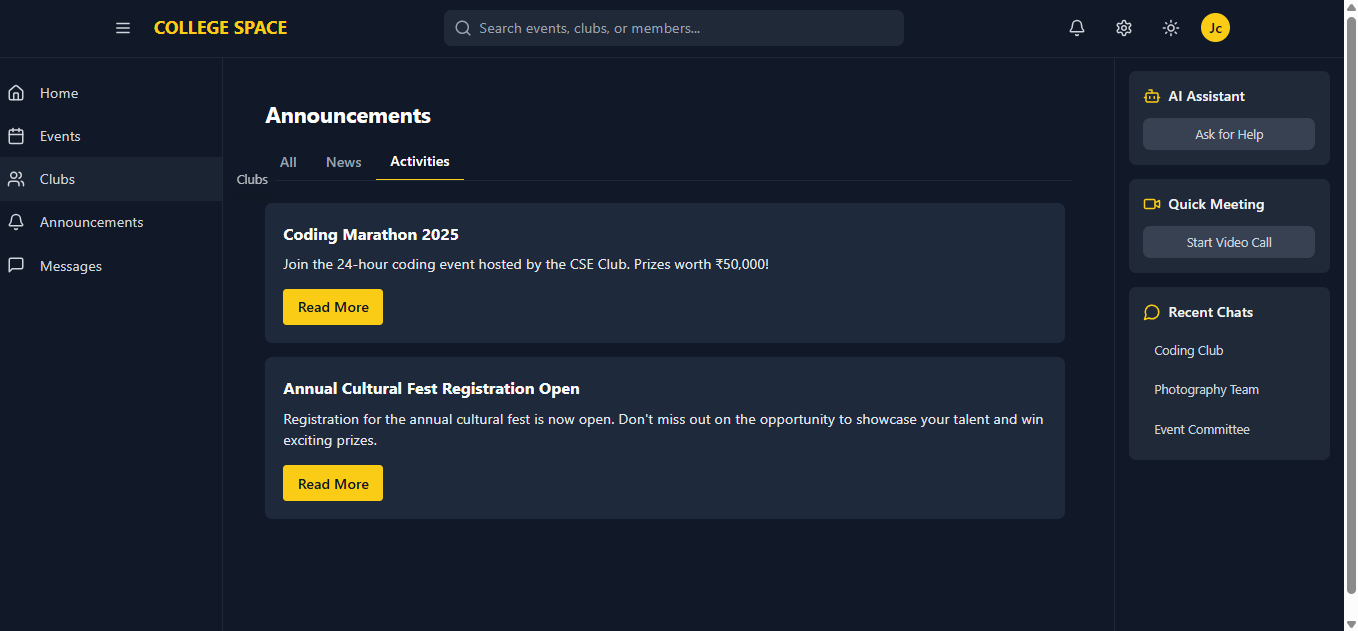 COLLEGE SPACE
Search events, clubs, or members...
Jc
Home
Events
Clubs
Announcements
Messages
Announcements
All
News
Activities
Clubs
Coding Marathon 2025
Join the 24-hour coding event hosted by the CSE Club. Prizes worth ₹50,000!
Read More
Annual Cultural Fest Registration Open
Registration for the annual cultural fest is now open. Don't miss out on the opportunity to showcase your talent and win
exciting prizes.
Read More
AI Assistant
Ask for Help
Quick Meeting
Start Video Call
Recent Chats
Coding Club
Photography Team
Event Committee